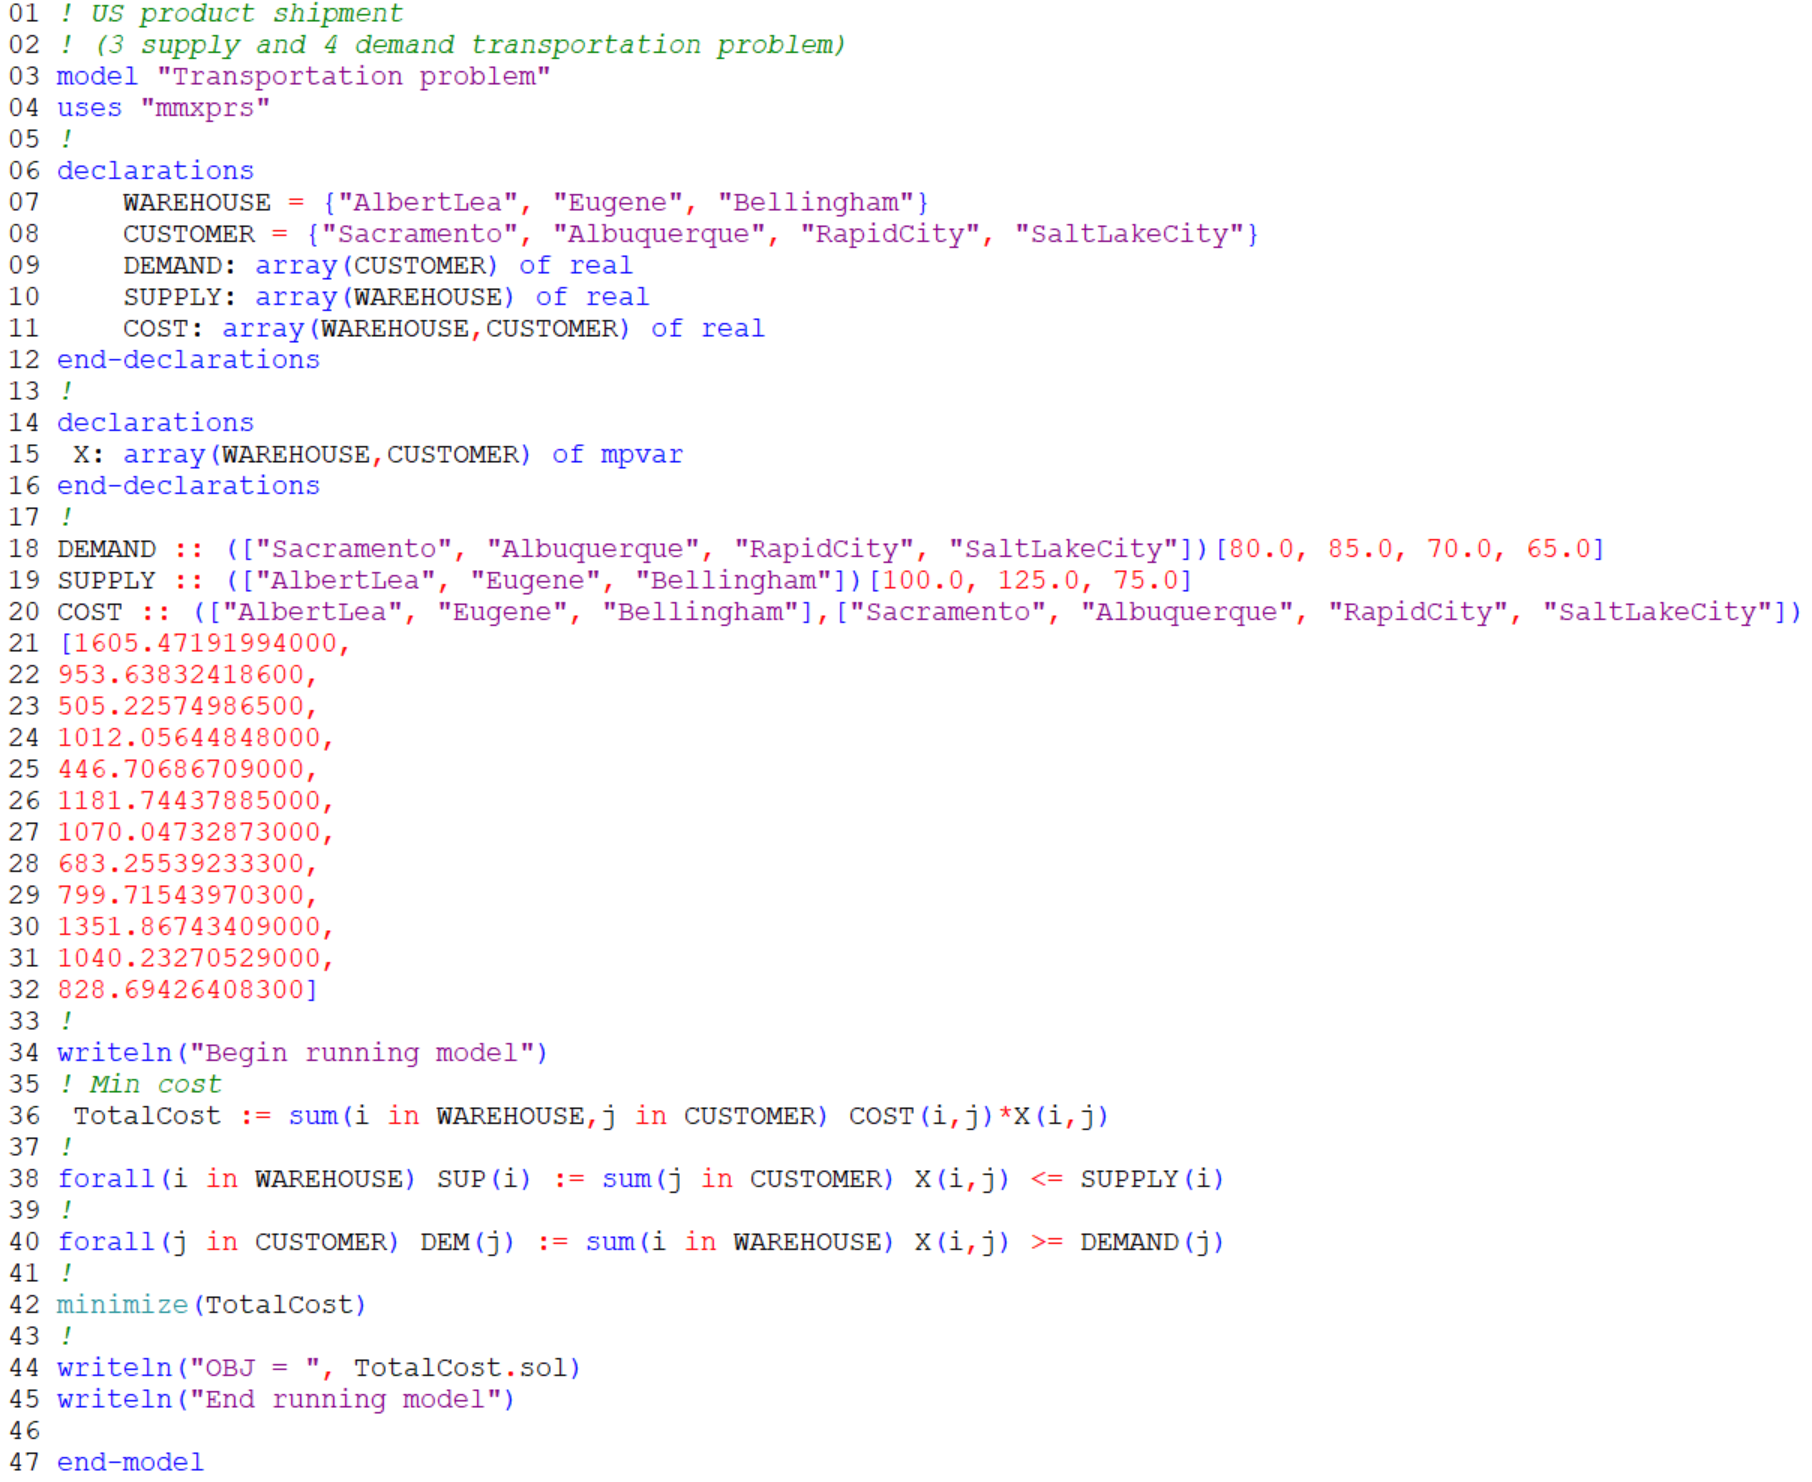 01 ! US product shipment
02 ! (3 supply and 4 demand transportation problem)
03 model "Transportation problem"
04 uses "mmxprs"
05 !
06 declarations
07     WAREHOUSE = {"AlbertLea", "Eugene", "Bellingham"}
08     CUSTOMER = {"Sacramento", "Albuquerque", "RapidCity", "SaltLakeCity"}
09     DEMAND: array(CUSTOMER) of real
10     SUPPLY: array(WAREHOUSE) of real
11     COST: array(WAREHOUSE,CUSTOMER) of real
12 end-declarations
13 !
14 declarations
15  X: array(WAREHOUSE,CUSTOMER) of mpvar
16 end-declarations
17 !
18 DEMAND :: (["Sacramento", "Albuquerque", "RapidCity", "SaltLakeCity"])[80.0, 85.0, 70.0, 65.0]
19 SUPPLY :: (["AlbertLea", "Eugene", "Bellingham"])[100.0, 125.0, 75.0]
20 COST :: (["AlbertLea", "Eugene", "Bellingham"],["Sacramento", "Albuquerque", "RapidCity", "SaltLakeCity"])
21 [1605.47191994000,
22 953.63832418600,
23 505.22574986500,
24 1012.05644848000,
25 446.70686709000,
26 1181.74437885000,
27 1070.04732873000,
28 683.25539233300,
29 799.71543970300,
30 1351.86743409000,
31 1040.23270529000,
32 828.69426408300]
33 !
34 writeln("Begin running model")
35 ! Min cost
36  TotalCost := sum(i in WAREHOUSE,j in CUSTOMER) COST(i,j)*X(i,j)
37 !
38 forall(i in WAREHOUSE) SUP(i) := sum(j in CUSTOMER) X(i,j) <= SUPPLY(i)
39 !
40 forall(j in CUSTOMER) DEM(j) := sum(i in WAREHOUSE) X(i,j) >= DEMAND(j)
41 !
42 minimize(TotalCost)
43 !
44 writeln("OBJ = ", TotalCost.sol)
45 writeln("End running model")
46
47 end-model